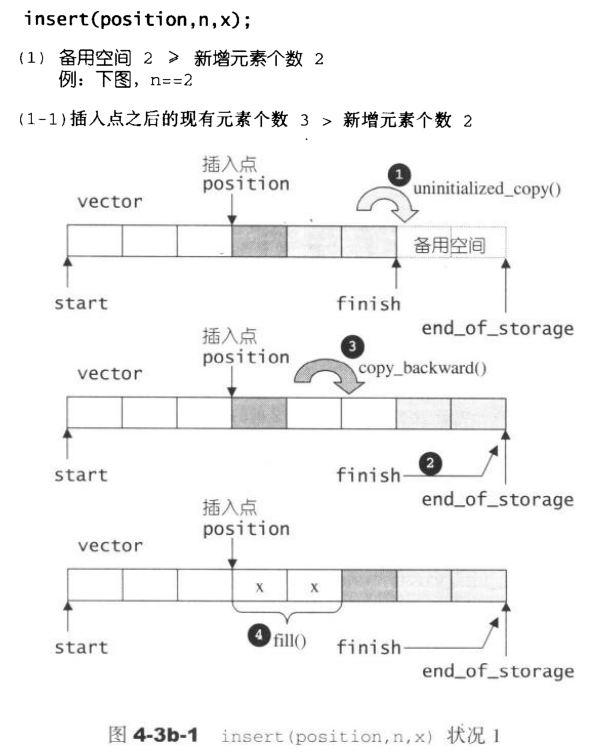 insert(position,n,x);
(1) 备用空间 2 ≥ 新增元素个数 2
例：下图，n==2
(1-1)插入点之后的现有元素个数 3 > 新增元素个数 2
插入点
position
1
uninitialized_copy()
vector
备用空间
start
finish
end_of_storage
插入点
position
3
copy_backward()
vector
start
finish
2
end_of_storage
插入点
position
vector
x x
4 fill()
start
finish
end_of_storage
图 4-3b-1 insert(position,n,x) 状况 1